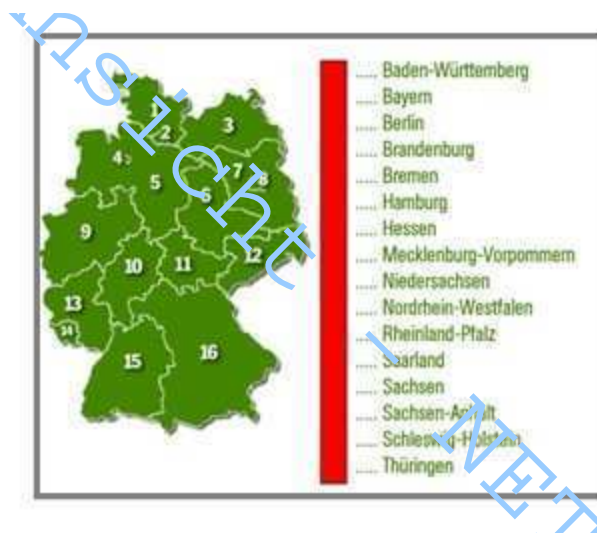 ansicht - NET
1
2
3
4
5
6
7
8
9
10
11
12
13
14
15
16
..... Baden-Württemberg
..... Bayern
..... Berlin
..... Brandenburg
..... Bremen
..... Hamburg
..... Hessen
..... Mecklenburg-Vorpommern
..... Niedersachsen
..... Nordrhein-Westfalen
..... Rheinland-Pfalz
..... Saarland
..... Sachsen
..... Sachsen-Anhalt
..... Schleswig-Holstein
..... Thüringen